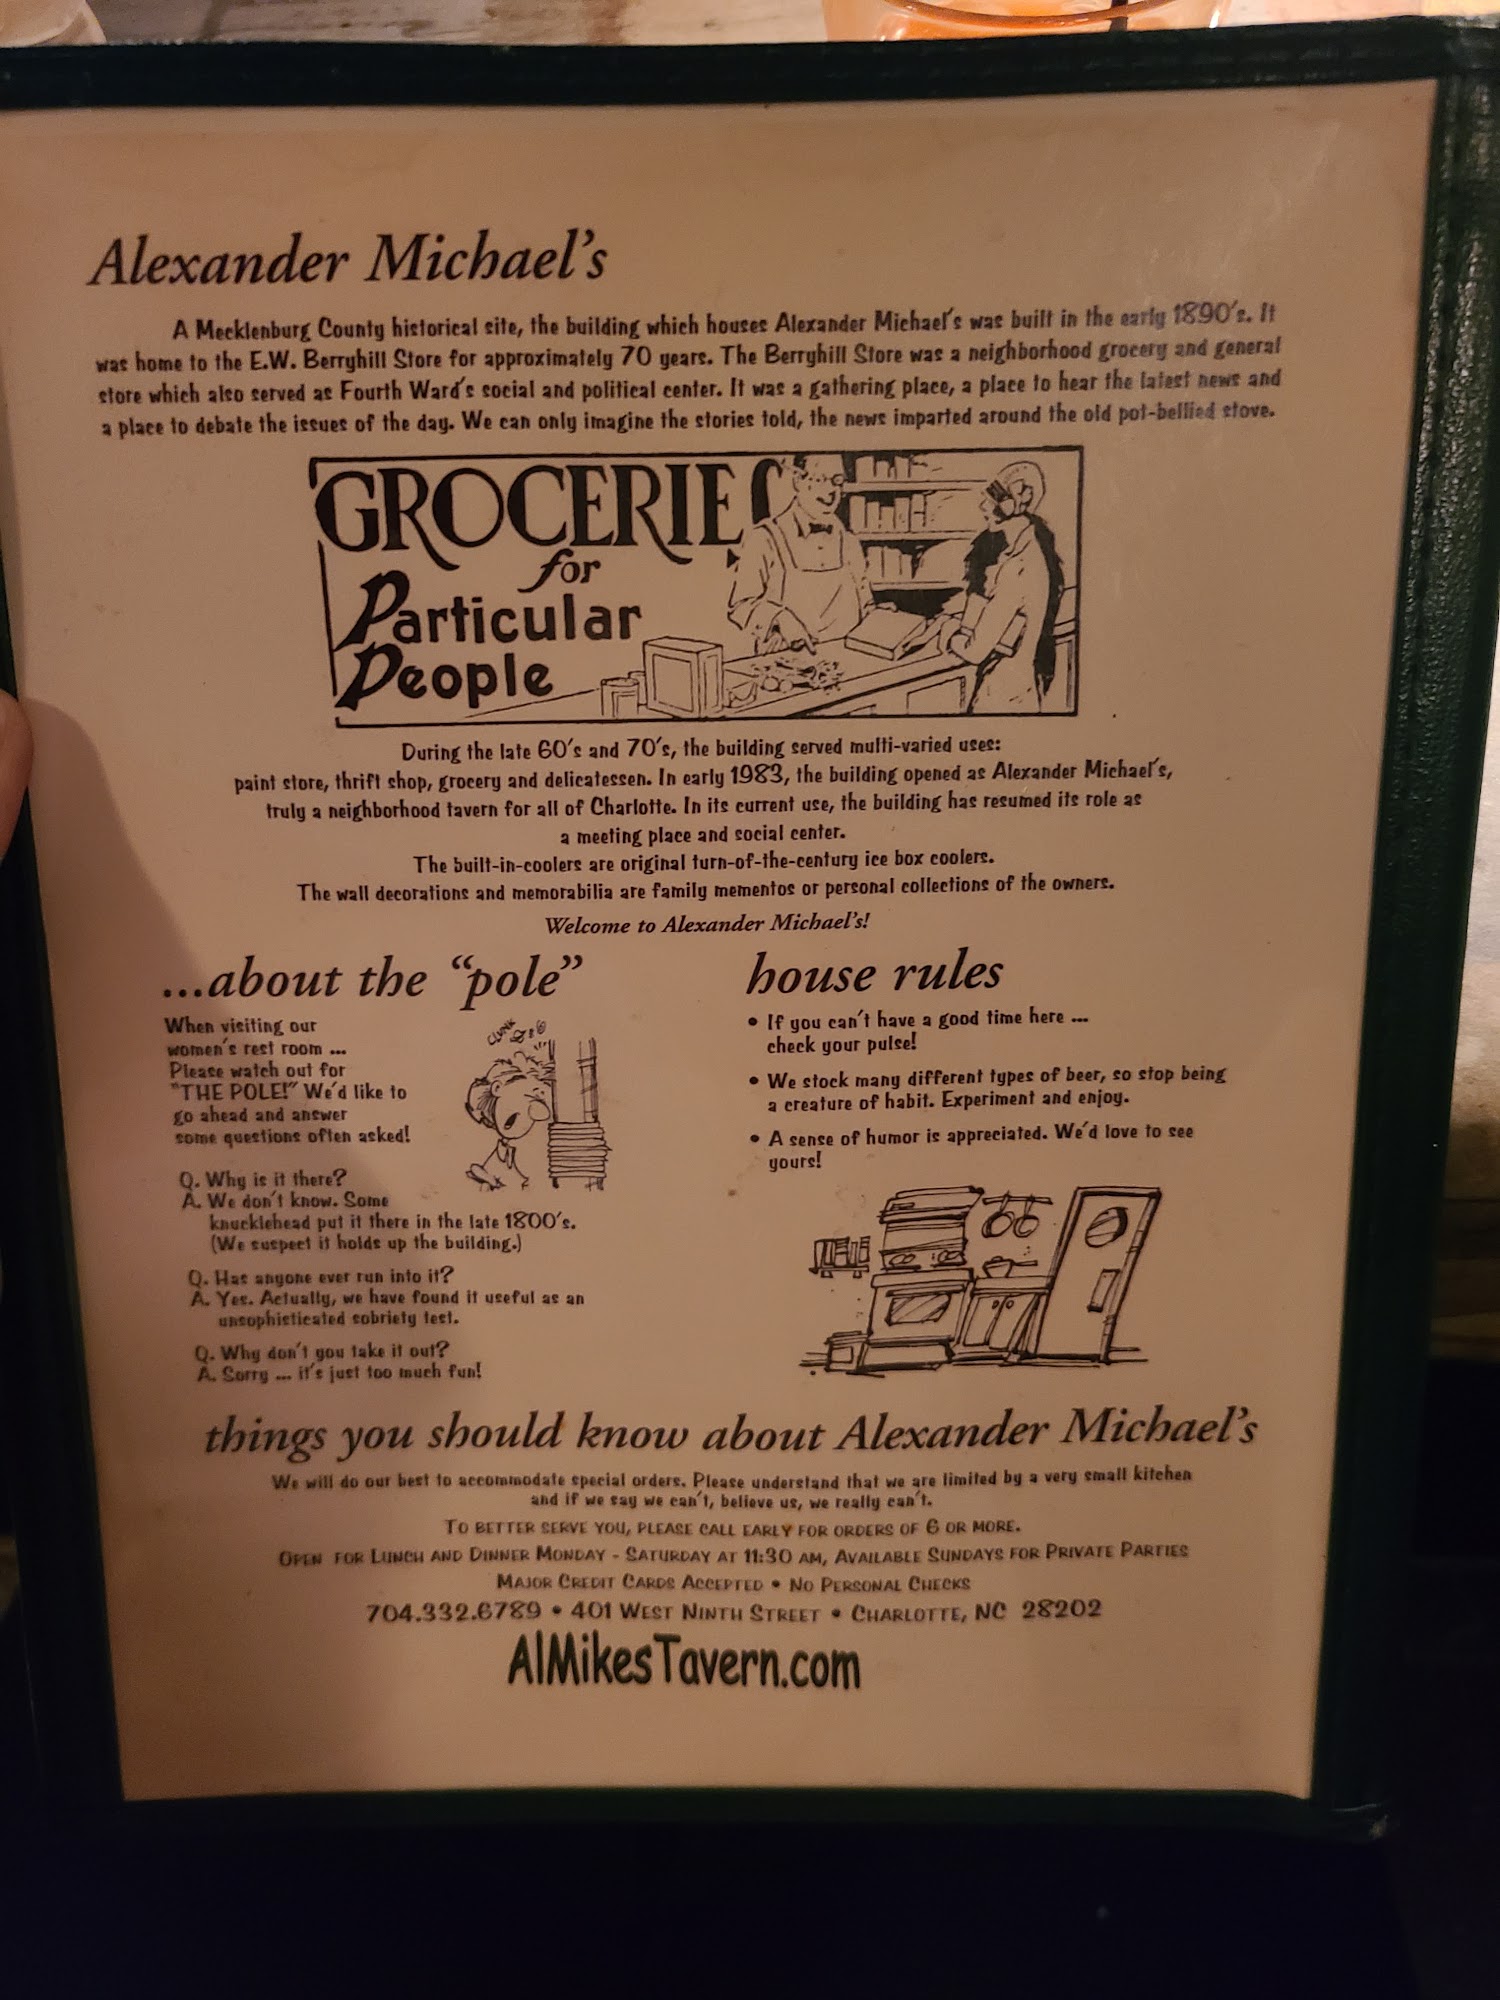 Alexander Michael's
A Mecklenburg County historical site, the building which houses Alexander Michael's was built in the early 1890's. It
was home to the E.W. Berryhill Store for approximately 70 years. The Berryhill Store was a neighborhood grocery and general
store which also served as Fourth Ward's social and political center. It was a gathering place, a place to hear the latest news and
a place to debate the issues of the day. We can only imagine the stories told, the news imparted around the old pot-bellied stove.
GROCERIES
for
Particular
People
During the late 60's and 70's, the building served multi-varied uses:
paint store, thrift shop, grocery and delicatessen. In early 1983, the building opened as Alexander Michael's,
truly a neighborhood tavern for all of Charlotte. In its current use, the building has resumed its role as
a meeting place and social center.
The built-in-coolers are original turn-of-the-century ice box coolers.
The wall decorations and memorabilia are family mementos or personal collections of the owners.
Welcome to Alexander Michael's!
...about the "pole"
When visiting our
women's rest room ...
Please watch out for
"THE POLE!" We'd like to
go ahead and answer
some questions often asked!
Q. Why is it there?
A. We don't know. Some
knucklehead put it there in the late 1800's.
(We suspect it holds up the building.)
Q. Has anyone ever run into it?
A. Yes. Actually, we have found it useful as an
unsophisticated sobriety test.
Q. Why don't you take it out?
A. Sorry ... it's just too much fun!
house rules
• If you can't have a good time here ...
check your pulse!
• We stock many different types of beer, so stop being
a creature of habit. Experiment and enjoy.
• A sense of humor is appreciated. We'd love to see
yours!
things you should know about Alexander Michael's
We will do our best to accommodate special orders. Please understand that we are limited by a very small kitchen
and if we say we can't, believe us, we really can't.
TO BETTER SERVE YOU, PLEASE CALL EARLY FOR ORDERS OF 6 OR MORE.
OPEN FOR LUNCH AND DINNER MONDAY - SATURDAY AT 11:30 AM, AVAILABLE SUNDAYS FOR PRIVATE PARTIES
MAJOR CREDIT CARDS ACCEPTED • NO PERSONAL CHECKS
704.332.6789 • 401 WEST NINTH STREET • CHARLOTTE, NC 28202
AlMikesTavern.com